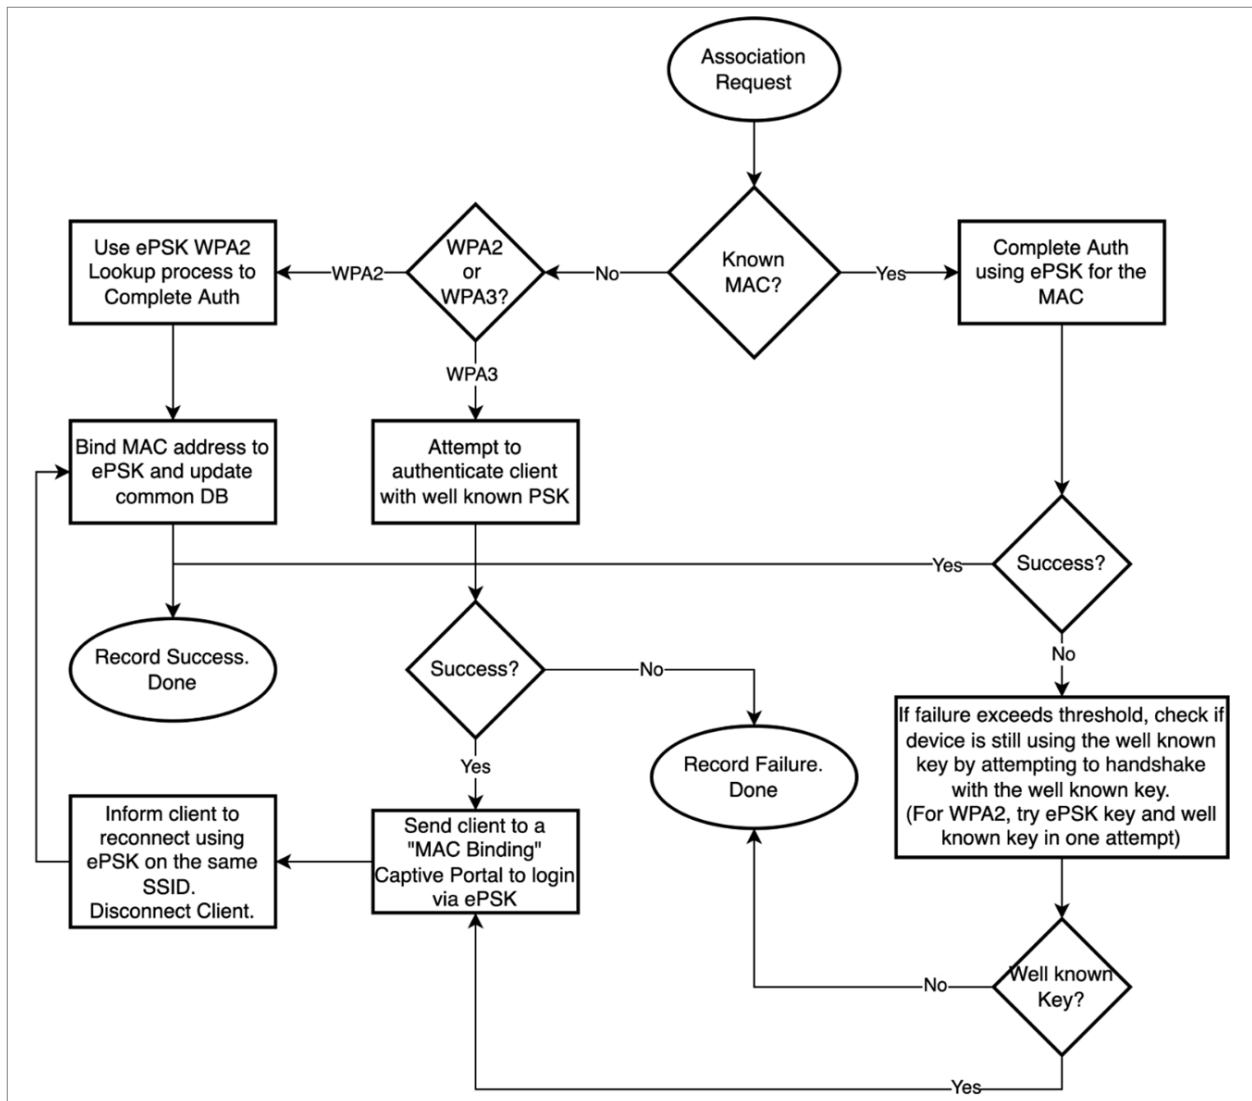 Association
Request
Known
MAC?
No
Yes
WPA2
or
WPA3?
WPA2
WPA3
Use ePSK WPA2
Lookup process to
Complete Auth
Complete Auth
using ePSK for the
MAC
Bind MAC address to
ePSK and update
common DB
Attempt to
authenticate client
with well known PSK
Success?
Yes
No
Record Success.
Done
Success?
No
Yes
Record Failure.
Done
If failure exceeds threshold, check if
device is still using the well known
key by attempting to handshake
with the well known key.
(For WPA2, try ePSK key and well
known key in one attempt)
Inform client to
reconnect using
ePSK on the same
SSID.
Disconnect Client.
Send client to a
"MAC Binding"
Captive Portal to login
via ePSK
Well known
Key?
No
Yes